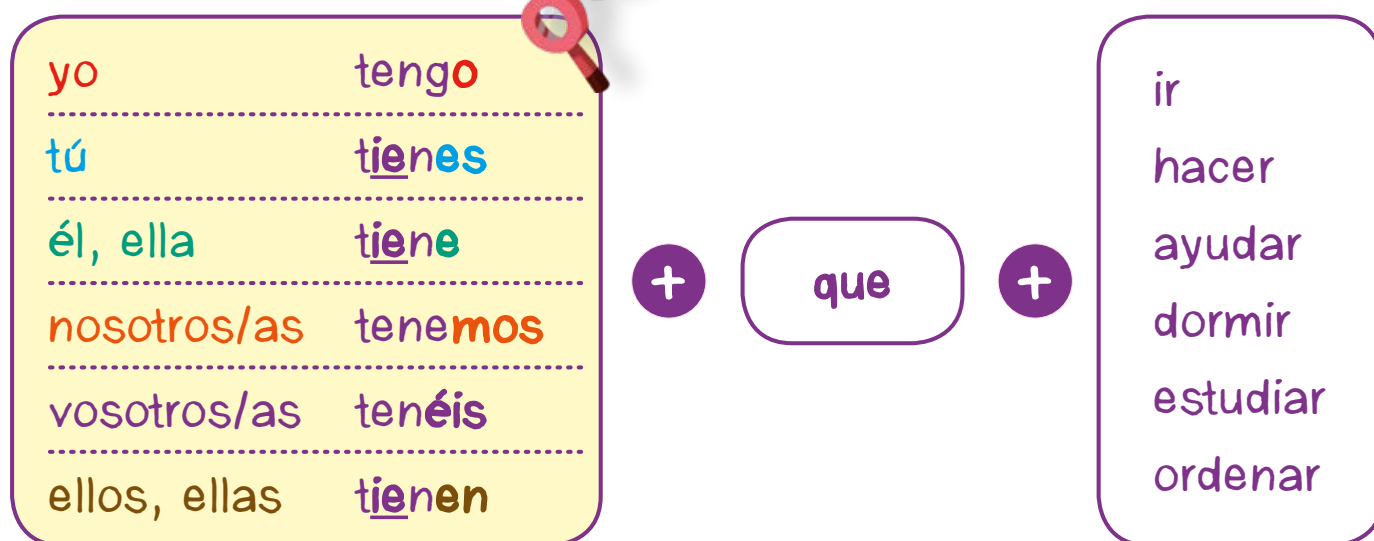 yo tengo
tú tienes
él, ella tiene
nosotros/as tenemos
vosotros/as tenéis
ellos, ellas tienen
+
que
+
ir
hacer
ayudar
dormir
estudiar
ordenar